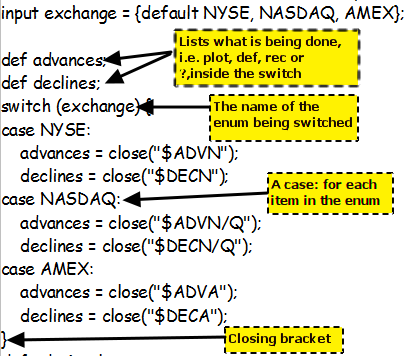 input exchange = {default NYSE, NASDAQ, AMEX};
Lists what is being done,
i.e. plot, def, rec or
?,inside the switch
def advances;
def declines;
switch (exchange) {
The name of the
enum being switched
case NYSE:
advances = close("$ADVN");
declines = close("$DECN");
case NASDAQ:
A case: for each
item in the enum
advances = close("$ADVN/Q");
declines = close("$DECN/Q");
case AMEX:
advances = close("$ADVA");
declines = close("$DECA");
}
Closing bracket